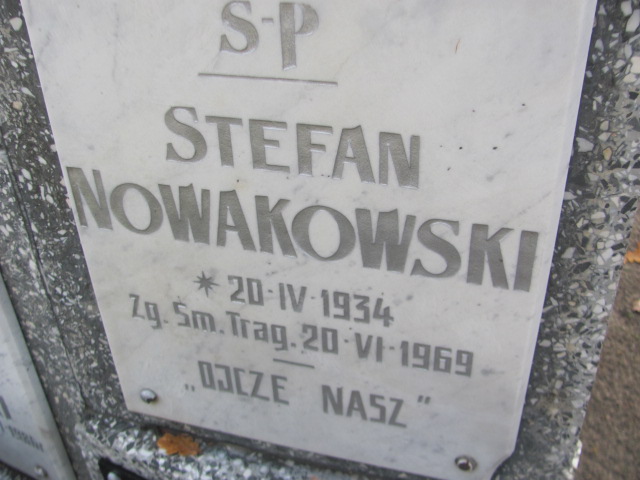 S-P
STEFAN
NOWAKOWSKI
* 20-IV-1934
Zg. Śm. Trag. 20-VI-1969
„OJCZE NASZ"